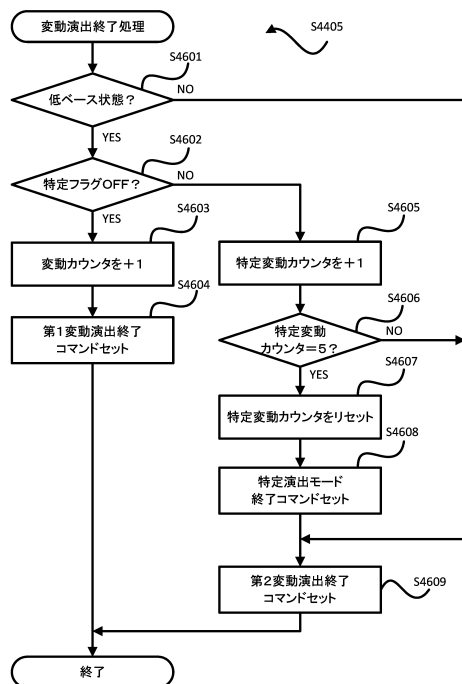 変動演出終了処理
S4405
S4601
低ベース状態？
NO
YES
S4602
特定フラグOFF？
NO
YES
S4603
変動カウンタを＋1
S4604
第１変動演出終了
コマンドセット
S4605
特定変動カウンタを＋1
S4606
特定変動
カウンタ＝５？
NO
YES
S4607
特定変動カウンタをリセット
S4608
特定演出モード
終了コマンドセット
第２変動演出終了
コマンドセット
S4609
終了